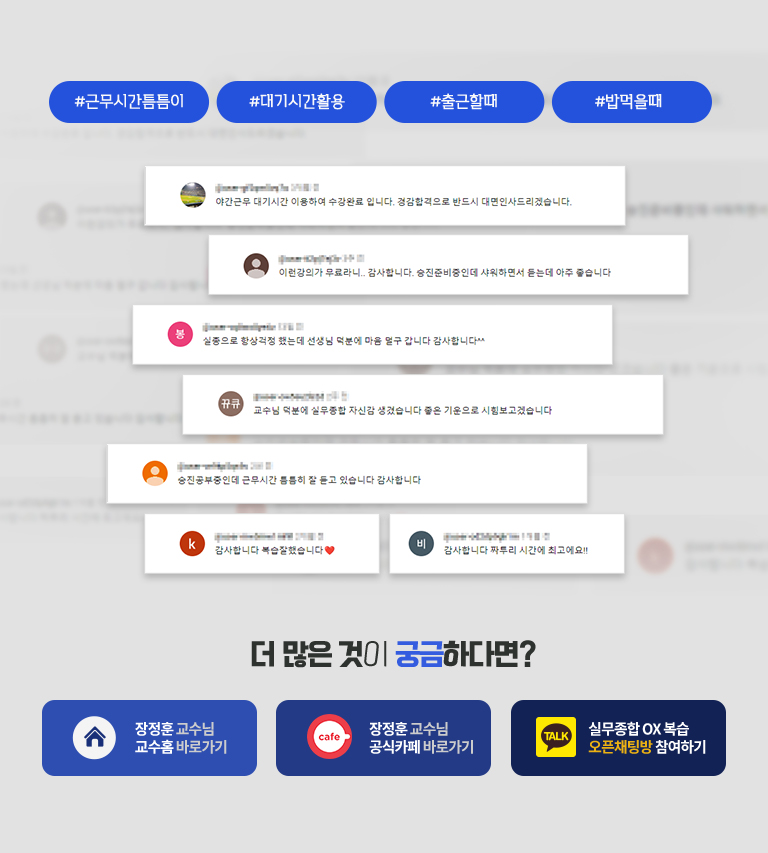 #근무시간틈틈이
#대기시간활용
#출근할때
#밥먹을때
야간근무 대기시간 이용하여 수강완료 입니다. 경감합격으로 반드시 대면인사드리겠습니다.
이런강의가 무료라니.. 감사합니다. 승진준비중인데 샤워하면서 듣는데 아주 좋습니다
봉
실종으로 항상걱정 했는데 선생님 덕분에 마음 덜구 갑니다 감사합니다^^
뀨큐
교수님 덕분에 실무종합 자신감 생겼습니다 좋은 기운으로 시험보고겠습니다
승진공부중인데 근무시간 틈틈히 잘 듣고 있습니다 감사합니다
k
감사합니다 복습잘했습니다❤️
비
감사합니다 짜투리 시간에 최고에요!!
더 많은 것이 궁금하다면?
장정훈 교수님
교수홈 바로가기
cafe
장정훈 교수님
공식카페 바로가기
TALK
실무종합 OX 복습
오픈채팅방 참여하기